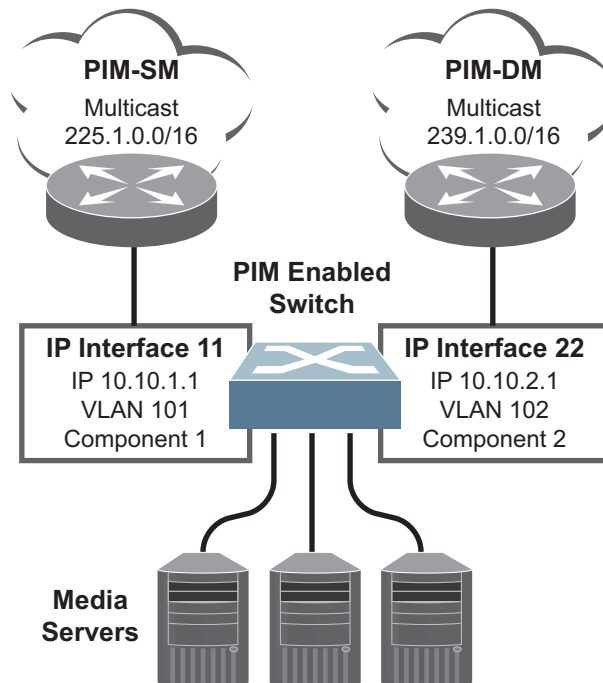 PIM-SM
Multicast
225.1.0.0/16
PIM-DM
Multicast
239.1.0.0/16
PIM Enabled
Switch
IP Interface 11
IP 10.10.1.1
VLAN 101
Component 1
IP Interface 22
IP 10.10.2.1
VLAN 102
Component 2
Media
Servers